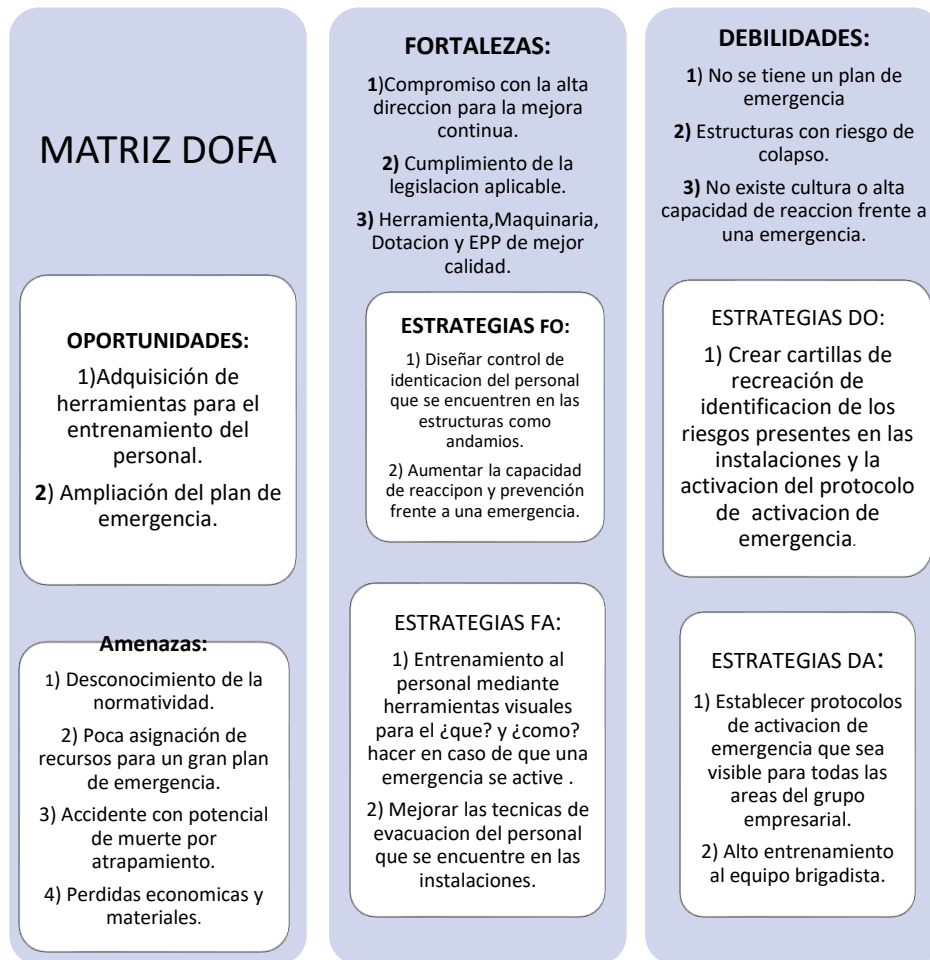 MATRIZ DOFA
OPORTUNIDADES:
1)Adquisición de
herramientas para el
entrenamiento del
personal.
2) Ampliación del plan de
emergencia.
Amenazas:
1) Desconocimiento de la
normatividad.
2) Poca asignación de
recursos para un gran plan
de emergencia.
3) Accidente con potencial
de muerte por
atrapamiento.
4) Perdidas economicas y
materiales.
FORTALEZAS:
1)Compromiso con la alta
direccion para la mejora
continua.
2) Cumplimiento de la
legislacion aplicable.
3) Herramienta,Maquinaria,
Dotacion y EPP de mejor
calidad.
ESTRATEGIAS FO:
1) Diseñar control de
identicacion del personal
que se encuentren en las
estructuras como
andamios.
2) Aumentar la capacidad
de reaccipon y prevención
frente a una emergencia.
ESTRATEGIAS FA:
1) Entrenamiento al
personal mediante
herramientas visuales
para el ¿que? y ¿como?
hacer en caso de que una
emergencia se active .
2) Mejorar las tecnicas de
evacuacion del personal
que se encuentre en las
instalaciones.
DEBILIDADES:
1) No se tiene un plan de
emergencia
2) Estructuras con riesgo de
colapso.
3) No existe cultura o alta
capacidad de reaccion frente a
una emergencia.
ESTRATEGIAS DO:
1) Crear cartillas de
recreación de
identificacion de los
riesgos presentes en las
instalaciones y la
activacion del protocolo
de activacion de
emergencia.
ESTRATEGIAS DA:
1) Establecer protocolos
de activacion de
emergencia que sea
visible para todas las
areas del grupo
empresarial.
2) Alto entrenamiento
al equipo brigadista.